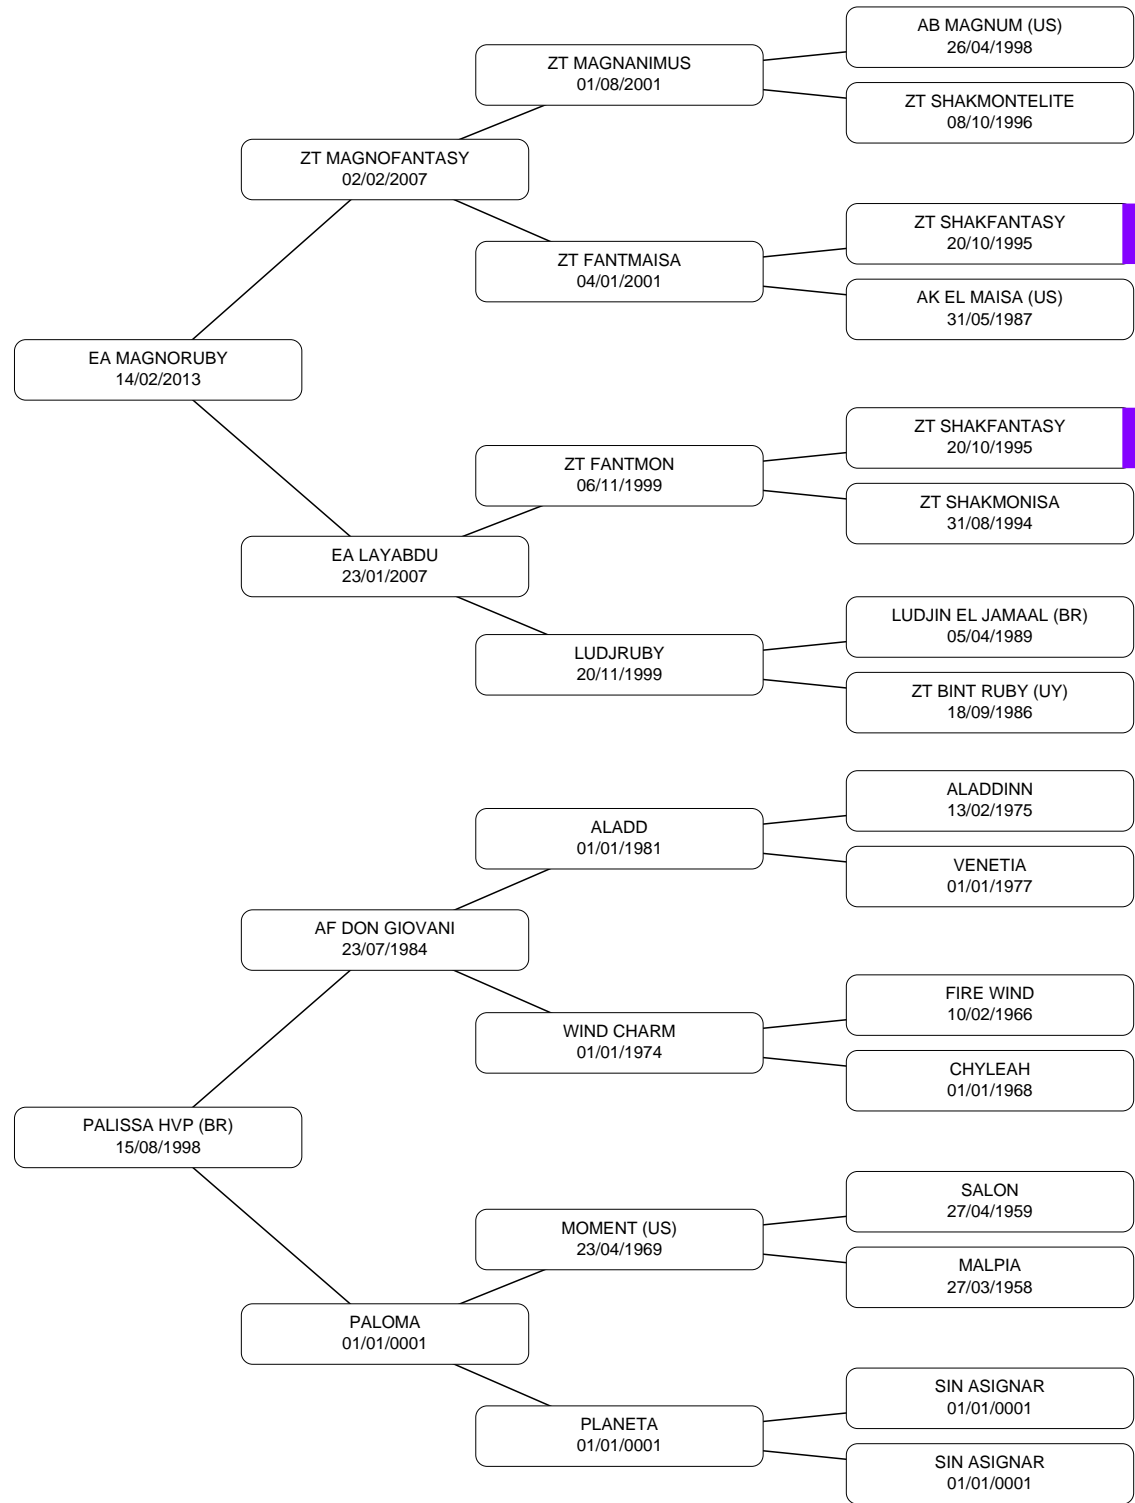 AB MAGNUM (US)
26/04/1998
ZT MAGNANIMUS
01/08/2001
ZT SHAKMONTELITE
08/10/1996
ZT MAGNOFANTASY
02/02/2007
ZT SHAKFANTASY
20/10/1995
ZT FANTMAISA
04/01/2001
AK EL MAISA (US)
31/05/1987
EA MAGNORUBY
14/02/2013
ZT SHAKFANTASY
20/10/1995
ZT FANTMON
06/11/1999
ZT SHAKMONISA
31/08/1994
EA LAYABDU
23/01/2007
LUDJIN EL JAMAAL (BR)
05/04/1989
LUDJRUBY
20/11/1999
ZT BINT RUBY (UY)
18/09/1986
ALADDINN
13/02/1975
ALADD
01/01/1981
VENETIA
01/01/1977
AF DON GIOVANI
23/07/1984
FIRE WIND
10/02/1966
WIND CHARM
01/01/1974
CHYLEAH
01/01/1968
PALISSA HVP (BR)
15/08/1998
SALON
27/04/1959
MOMENT (US)
23/04/1969
MALPIA
27/03/1958
PALOMA
01/01/0001
SIN ASIGNAR
01/01/0001
PLANETA
01/01/0001
SIN ASIGNAR
01/01/0001